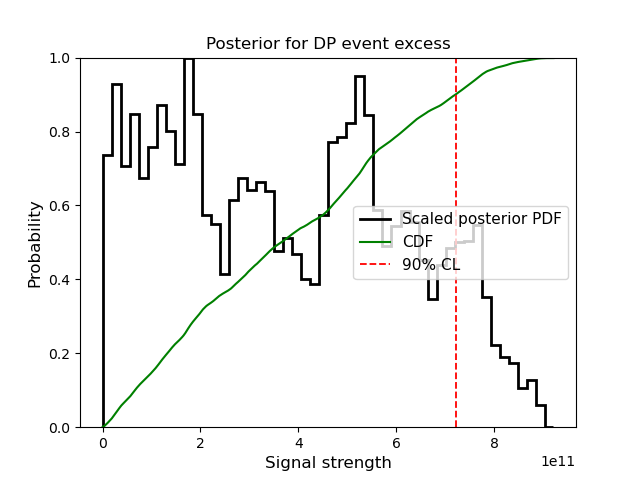 Posterior for DP event excess
1.0
0.8
0.6
0.4
0.2
0.0
Probability
Scaled posterior PDF
CDF
90% CL
0
2
4
6
8
1e11
Signal strength